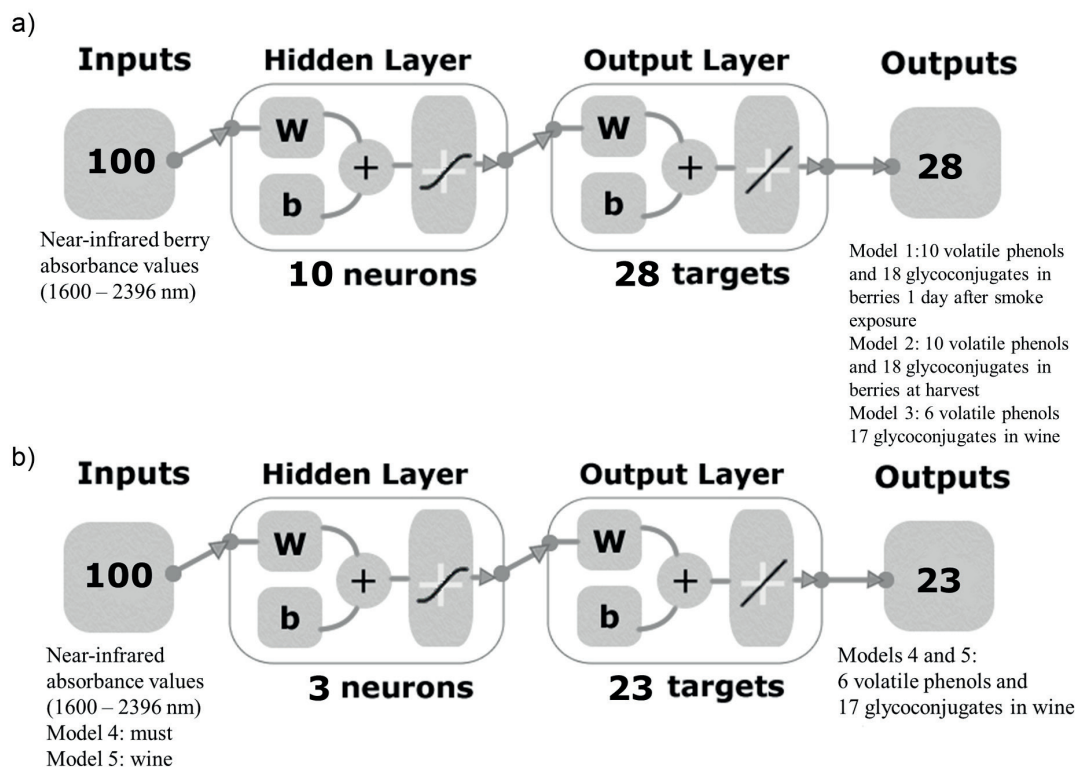 a)
Inputs
Hidden Layer
Output Layer
Outputs
100
W
b
+
W
b
+
28
Near-infrared berry
absorbance values
(1600 – 2396 nm)
10 neurons
28 targets
Model 1:10 volatile phenols
and 18 glycoconjugates in
berries 1 day after smoke
exposure
Model 2: 10 volatile phenols
and 18 glycoconjugates in
berries at harvest
Model 3: 6 volatile phenols
17 glycoconjugates in wine
b)
Inputs
Hidden Layer
Output Layer
Outputs
100
W
b
+
W
b
+
23
Near-infrared
absorbance values
(1600 – 2396 nm)
Model 4: must
Model 5: wine
3 neurons
23 targets
Models 4 and 5:
6 volatile phenols and
17 glycoconjugates in wine